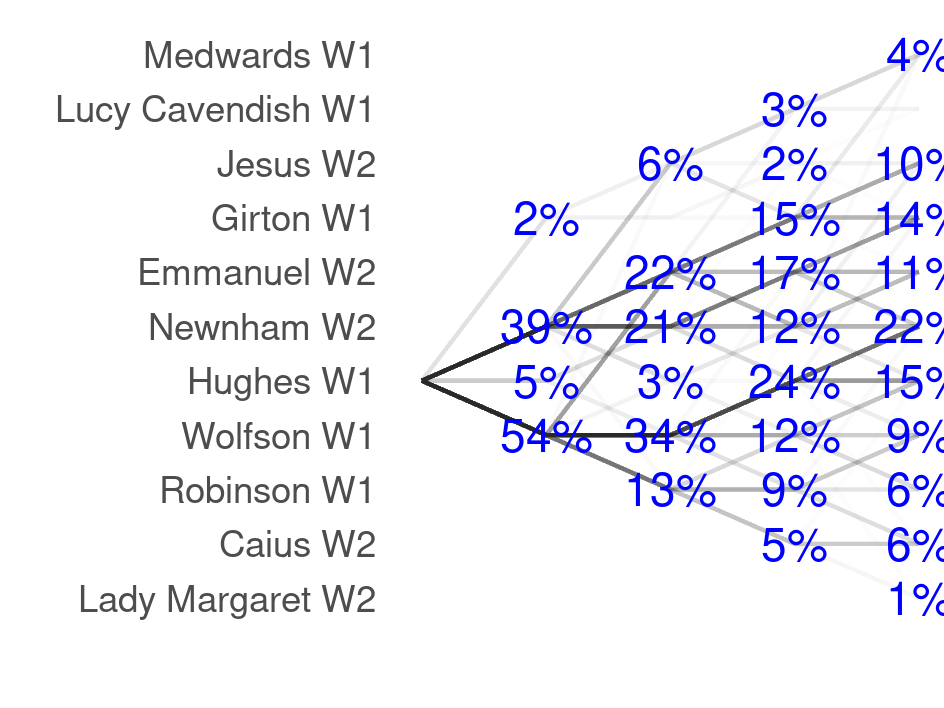 Medwards W1 4%
Lucy Cavendish W1 3%
Jesus W2 6% 2% 10%
Girton W1 2% 15% 14%
Emmanuel W2 22% 17% 11%
Newnham W2 39% 21% 12% 22%
Hughes W1 5% 3% 24% 15%
Wolfson W1 54% 34% 12% 9%
Robinson W1 13% 9% 6%
Caius W2 5% 6%
Lady Margaret W2 1%